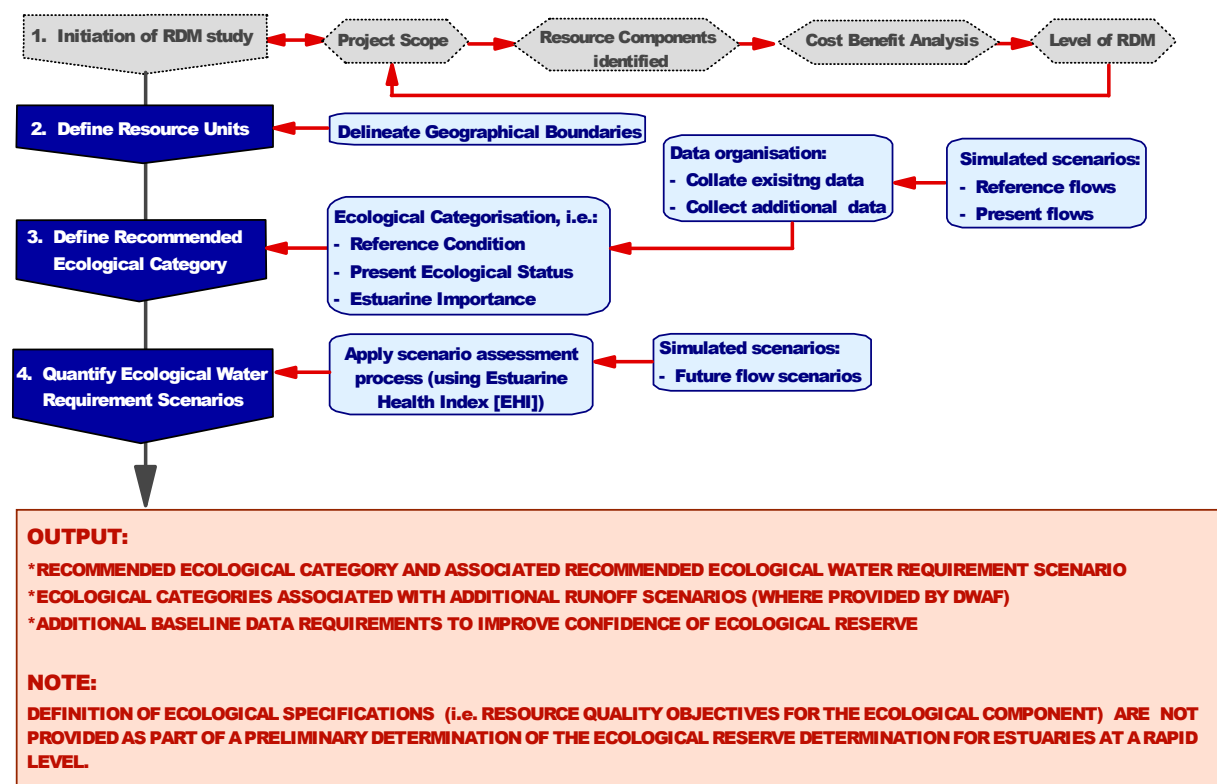 1. Initiation of RDM study
Project Scope
Resource Components
identified
Cost Benefit Analysis
Level of RDM
2. Define Resource Units
Delineate Geographical Boundaries
Data organisation:
- Collate exisitng data
- Collect additional data
Simulated scenarios:
- Reference flows
- Present flows
3. Define Recommended
Ecological Category
Ecological Categorisation, i.e.:
- Reference Condition
- Present Ecological Status
- Estuarine Importance
4. Quantify Ecological Water
Requirement Scenarios
Apply scenario assessment
process (using Estuarine
Health Index [EHI])
Simulated scenarios:
- Future flow scenarios
OUTPUT:
*RECOMMENDED ECOLOGICAL CATEGORY AND ASSOCIATED RECOMMENDED ECOLOGICAL WATER REQUIREMENT SCENARIO
*ECOLOGICAL CATEGORIES ASSOCIATED WITH ADDITIONAL RUNOFF SCENARIOS (WHERE PROVIDED BY DWAF)
*ADDITIONAL BASELINE DATA REQUIREMENTS TO IMPROVE CONFIDENCE OF ECOLOGICAL RESERVE
NOTE:
DEFINITION OF ECOLOGICAL SPECIFICATIONS (i.e. RESOURCE QUALITY OBJECTIVES FOR THE ECOLOGICAL COMPONENT) ARE NOT
PROVIDED AS PART OF A PRELIMINARY DETERMINATION OF THE ECOLOGICAL RESERVE DETERMINATION FOR ESTUARIES AT A RAPID
LEVEL.